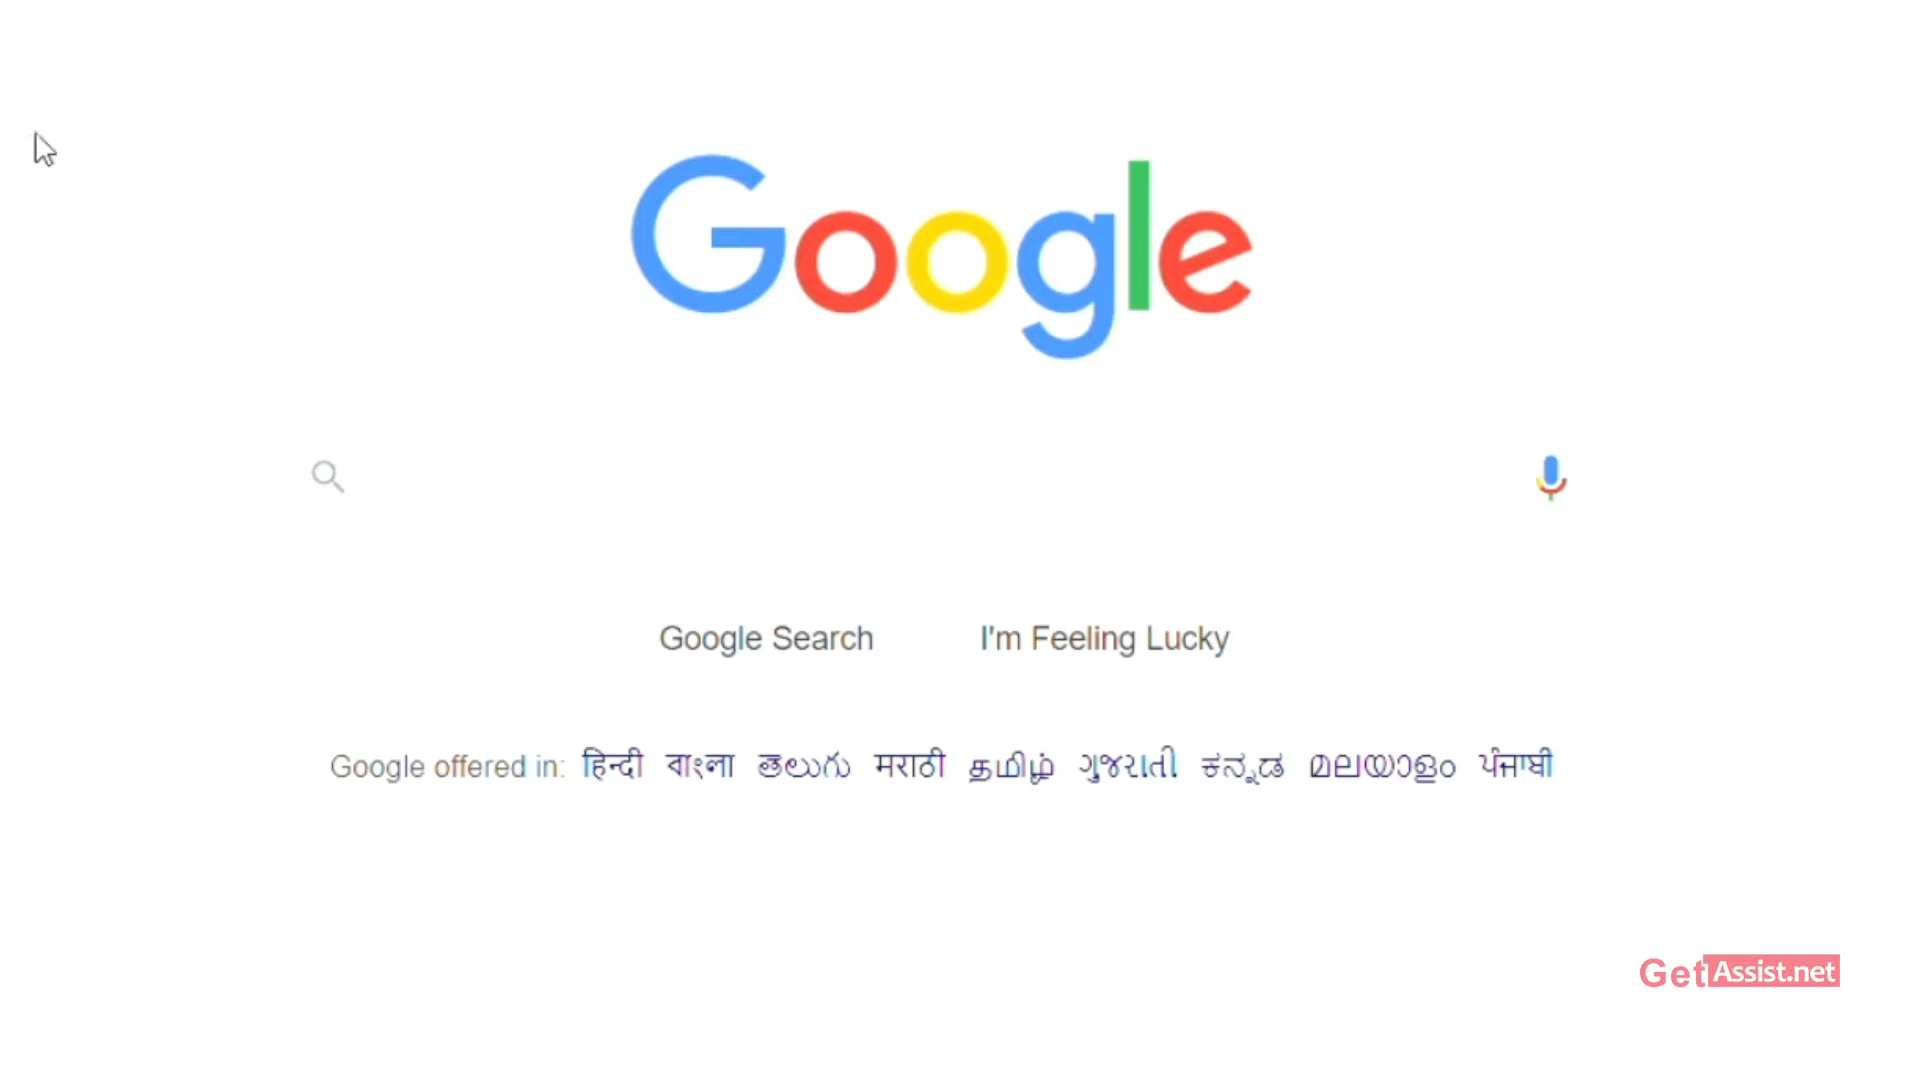 Google
Google Search I'm Feeling Lucky
Google offered in: हिन्दी বাংলা తెలుగు मराठी தமிழ் ગુજરાતી ಕನ್ನಡ മലയാളം ਪੰਜਾਬੀ
GetAssist.net